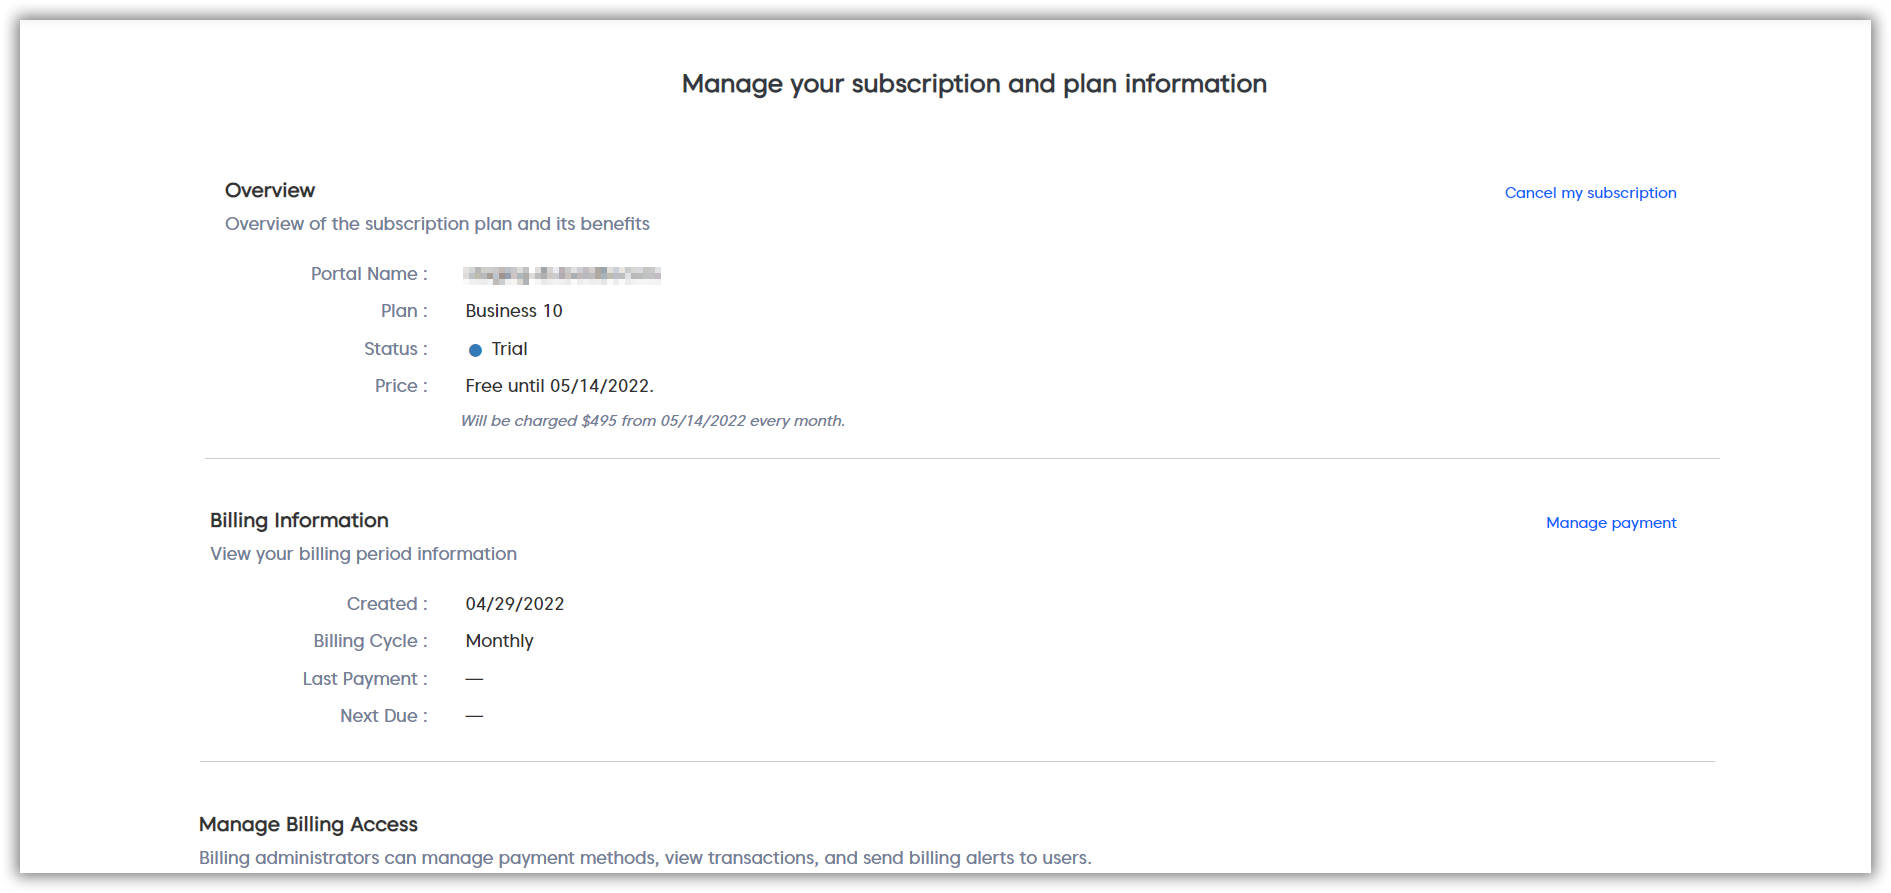 Manage your subscription and plan information
Overview
Cancel my subscription
Overview of the subscription plan and its benefits
Portal Name :
Plan : Business 10
Status : Trial
Price : Free until 05/14/2022.
Will be charged $495 from 05/14/2022 every month.
Billing Information
Manage payment
View your billing period information
Created : 04/29/2022
Billing Cycle : Monthly
Last Payment : —
Next Due : —
Manage Billing Access
Billing administrators can manage payment methods, view transactions, and send billing alerts to users.